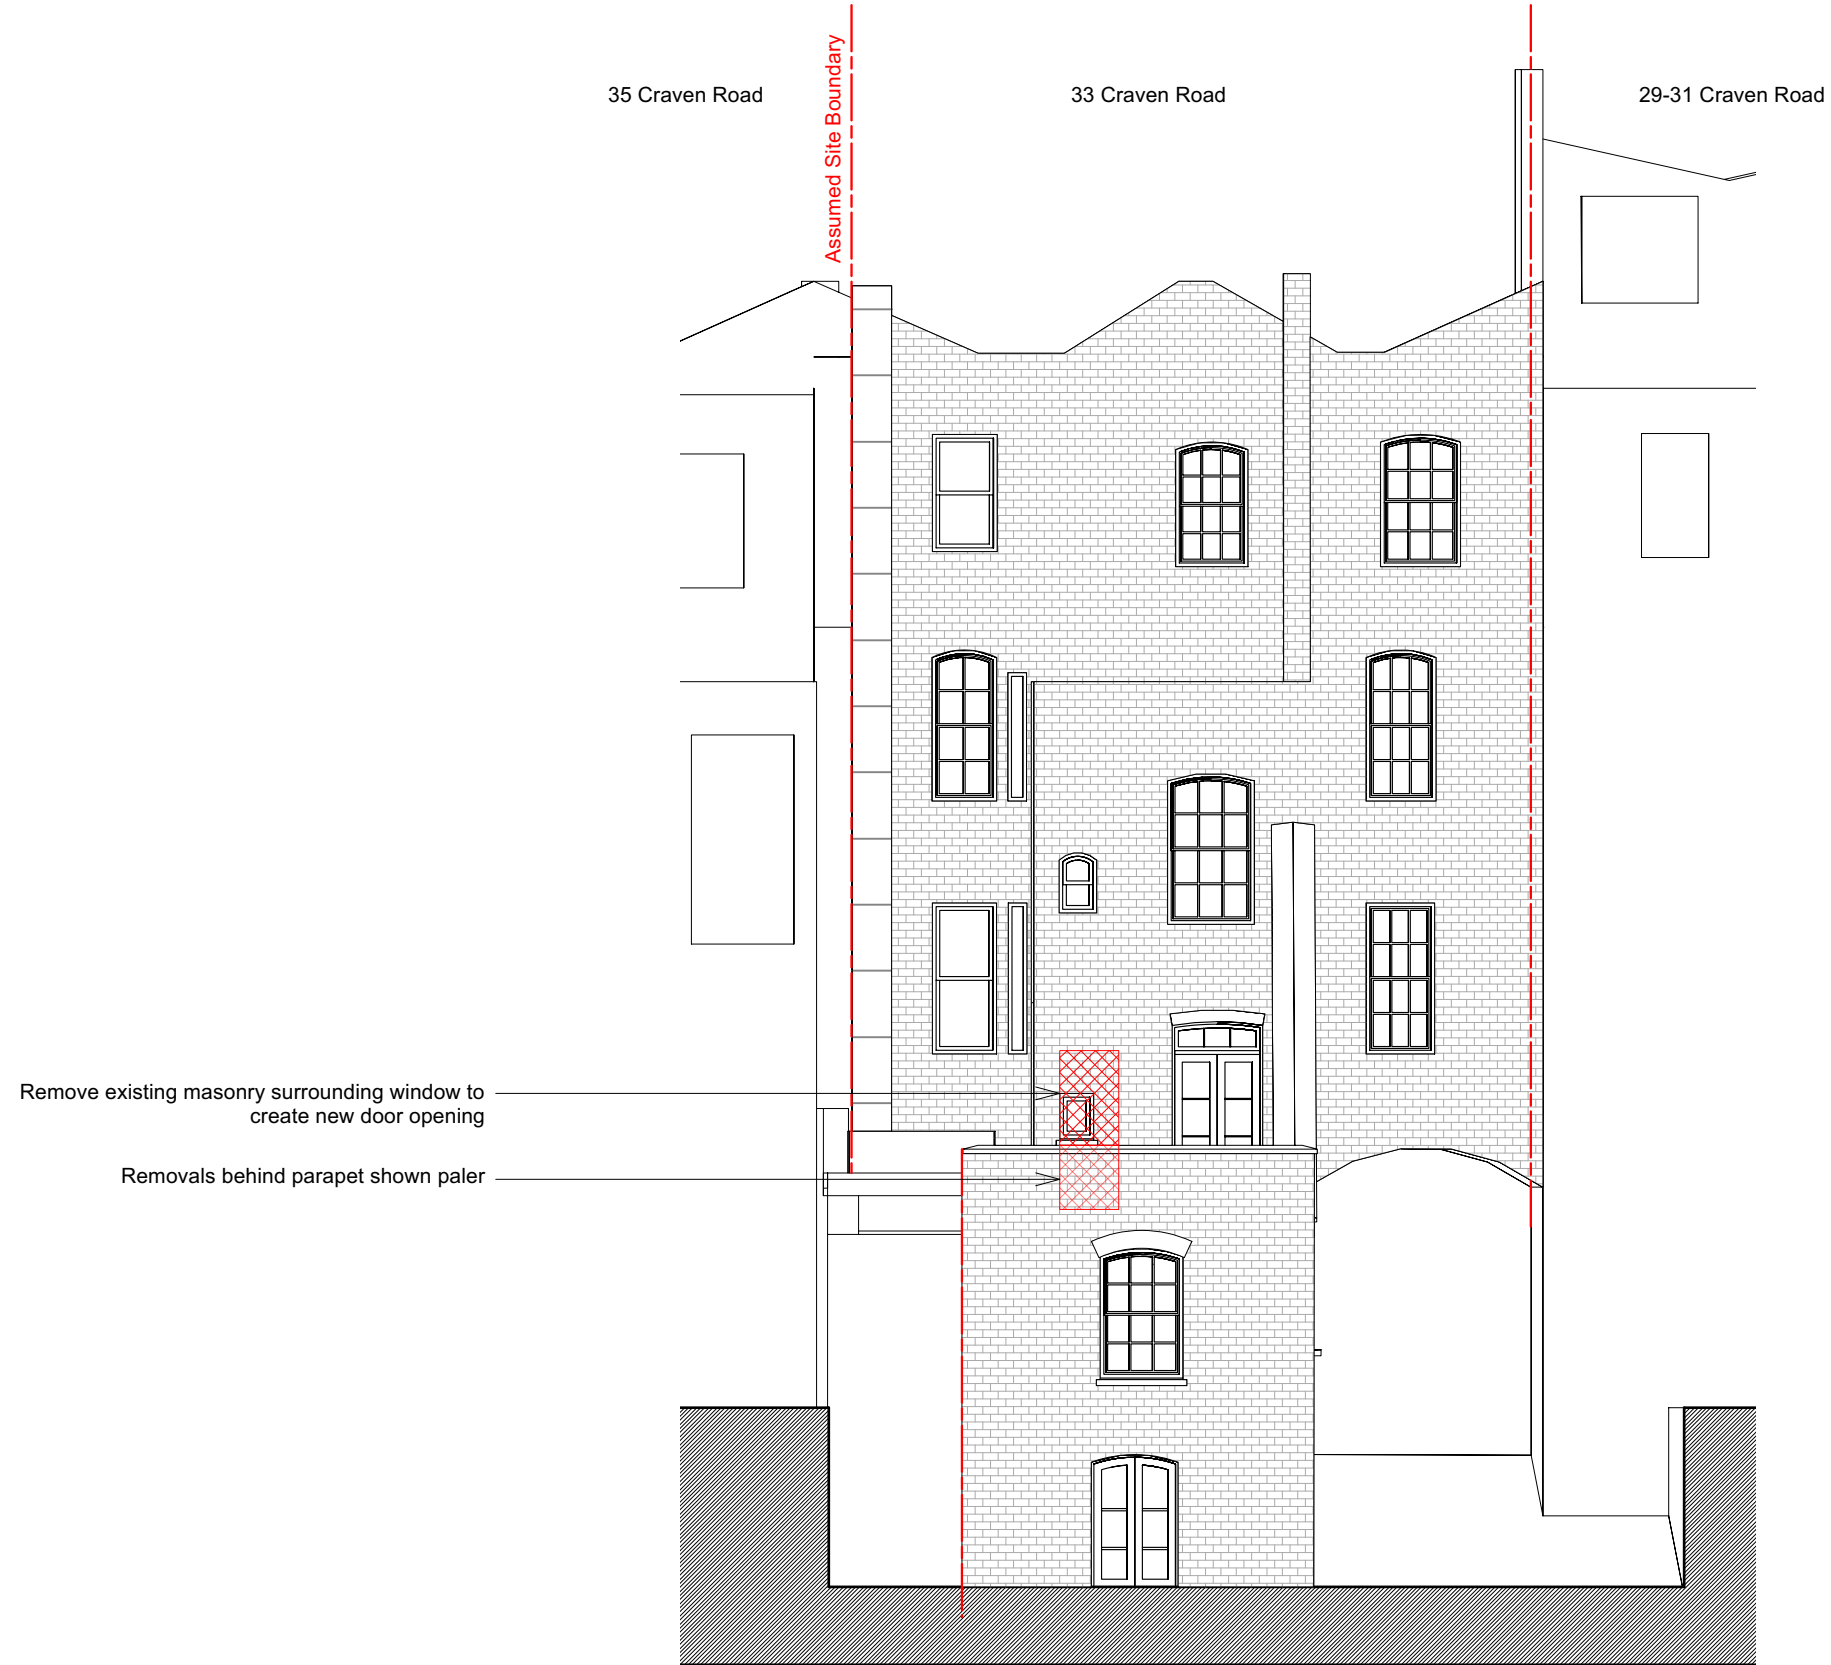 35 Craven Road
33 Craven Road
29-31 Craven Road
Assumed Site Boundary
Remove existing masonry surrounding window to
create new door opening
Removals behind parapet shown paler